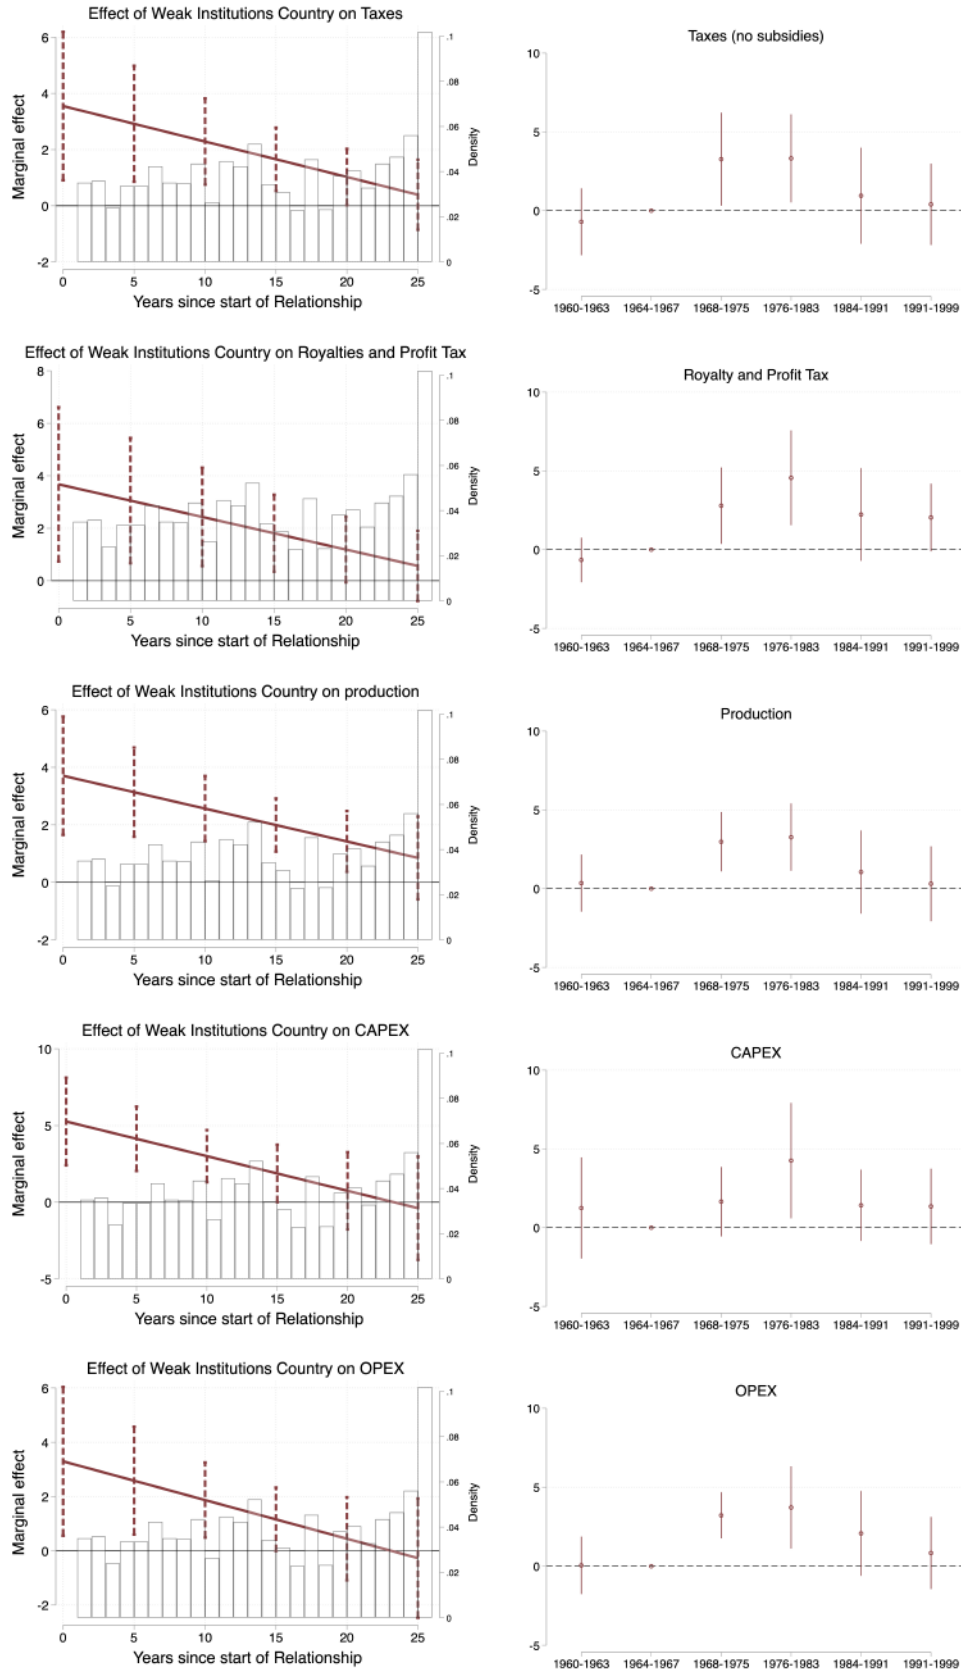 Effect of Weak Institutions Country on Taxes
Marginal effect
6
4
2
0
-2
.1
.08
.06
.04
.02
0
Density
0 5 10 15 20 25
Years since start of Relationship
Taxes (no subsidies)
10
5
0
-5
1960-1963 1964-1967 1968-1975 1976-1983 1984-1991 1991-1999
Effect of Weak Institutions Country on Royalties and Profit Tax
Marginal effect
8
6
4
2
0
.1
.08
.06
.04
.02
0
Density
0 5 10 15 20 25
Years since start of Relationship
Royalty and Profit Tax
10
5
0
-5
1960-1963 1964-1967 1968-1975 1976-1983 1984-1991 1991-1999
Effect of Weak Institutions Country on production
Marginal effect
6
4
2
0
-2
.1
.08
.06
.04
.02
0
Density
0 5 10 15 20 25
Years since start of Relationship
Production
10
5
0
-5
1960-1963 1964-1967 1968-1975 1976-1983 1984-1991 1991-1999
Effect of Weak Institutions Country on CAPEX
Marginal effect
10
5
0
-5
.1
.08
.06
.04
.02
0
Density
0 5 10 15 20 25
Years since start of Relationship
CAPEX
10
5
0
-5
1960-1963 1964-1967 1968-1975 1976-1983 1984-1991 1991-1999
Effect of Weak Institutions Country on OPEX
Marginal effect
6
4
2
0
-2
.1
.08
.06
.04
.02
0
Density
0 5 10 15 20 25
Years since start of Relationship
OPEX
10
5
0
-5
1960-1963 1964-1967 1968-1975 1976-1983 1984-1991 1991-1999